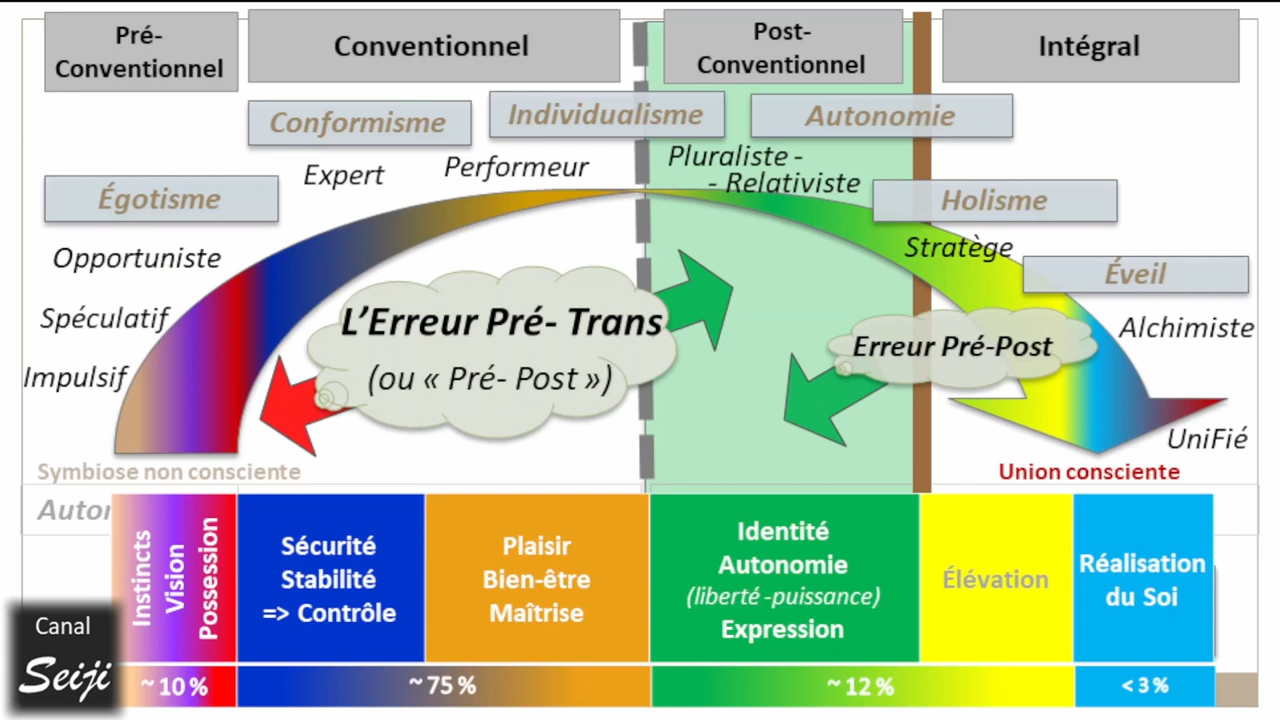 Pré-
Conventionnel
Conventionnel
Post-
Conventionnel
Intégral
Conformisme
Individualisme
Autonomie
Expert
Performeur
Pluraliste -
- Relativiste
Égotisme
Holisme
Opportuniste
Stratège
Éveil
Spéculatif
L’Erreur Pré- Trans
(ou « Pré- Post »)
Erreur Pré-Post
Alchimiste
Impulsif
UniFié
Symbiose non consciente
Union consciente
Instincts
Vision
Possession
Sécurité
Stabilité
=> Contrôle
Plaisir
Bien-être
Maîtrise
Identité
Autonomie
(liberté -puissance)
Expression
Élévation
Réalisation
du Soi
Canal
Seiji
~ 10 %
~ 75 %
~ 12 %
< 3 %